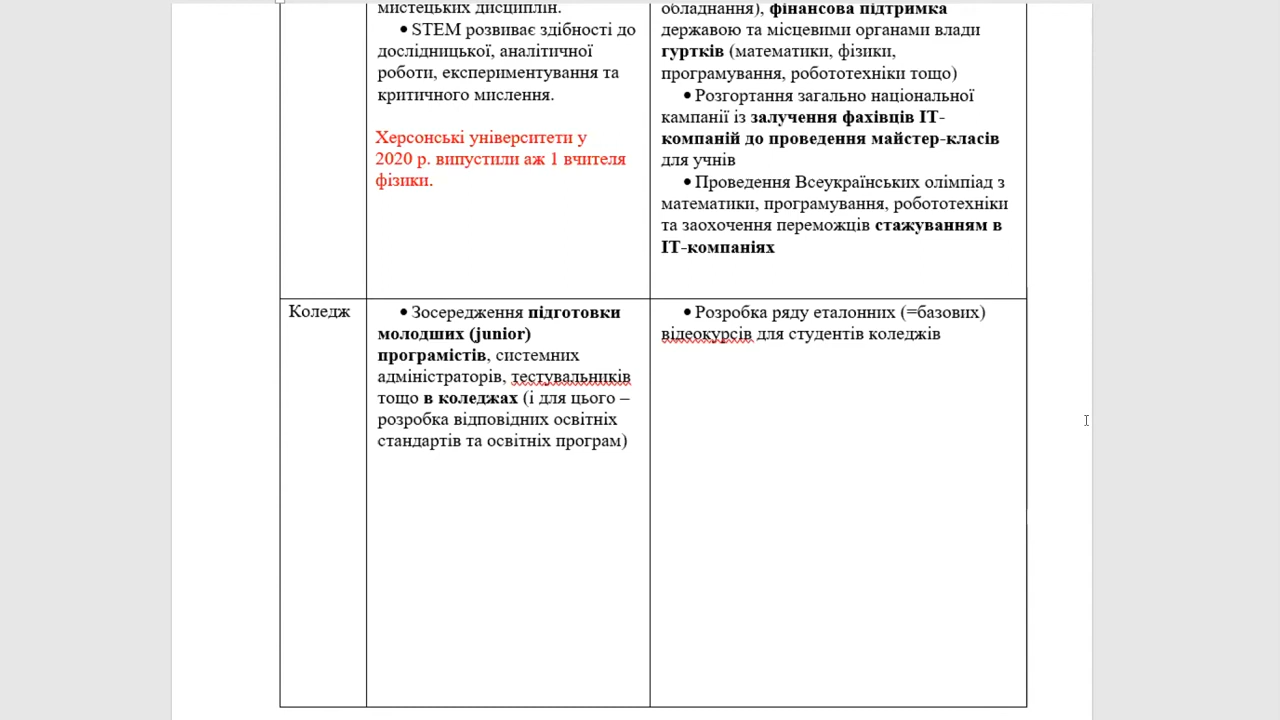 мистецьких дисциплін.
• STEM розвиває здібності до
дослідницької, аналітичної
роботи, експериментування та
критичного мислення.
Херсонські університети у
2020 р. випустили аж 1 вчителя
фізики.
обладнання), фінансова підтримка
державою та місцевими органами влади
гуртків (математики, фізики,
програмування, робототехніки тощо)
• Розгортання загально національної
кампанії із залучення фахівців ІТ-
компаній до проведення майстер-класів
для учнів
• Проведення Всеукраїнських олімпіад з
математики, програмування, робототехніки
та заохочення переможців стажуванням в
ІТ-компаніях
Коледж
• Зосередження підготовки
молодших (junior)
програмістів, системних
адміністраторів, тестувальників
тощо в коледжах (і для цього –
розробка відповідних освітніх
стандартів та освітніх програм)
• Розробка ряду еталонних (=базових)
відеокурсів для студентів коледжів